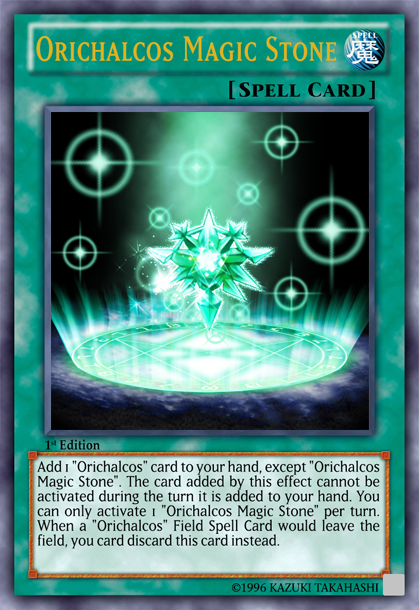 ORICHALCOS MAGIC STONE
SPELL
魔
[SPELL CARD]
1st Edition
Add 1 "Orichalcos" card to your hand, except "Orichalcos
Magic Stone". The card added by this effect cannot be
activated during the turn it is added to your hand. You
can only activate 1 "Orichalcos Magic Stone" per turn.
When a "Orichalcos" Field Spell Card would leave the
field, you card discard this card instead.
©1996 KAZUKI TAKAHASHI